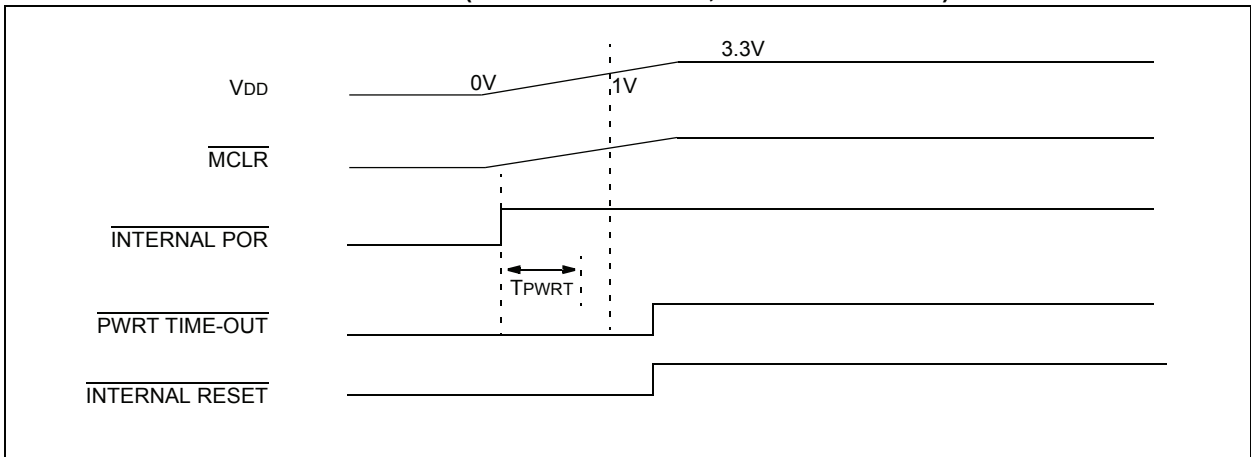 3.3V
VDD
0V
1V
MCLR
INTERNAL POR
TPWRT
PWRT TIME-OUT
INTERNAL RESET